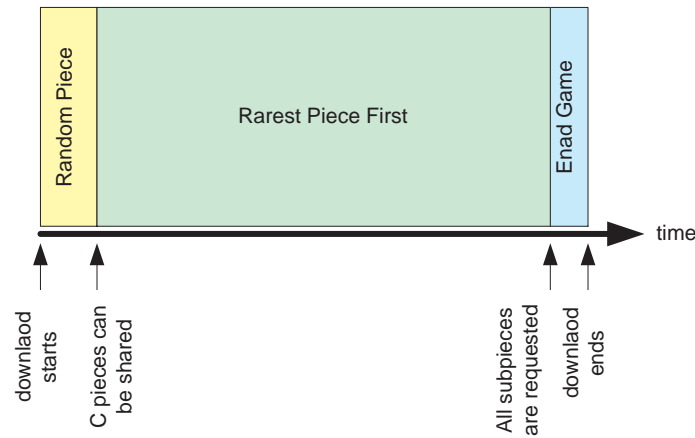 Random Piece
Rarest Piece First
Enad Game
time
downlaod
starts
C pieces can
be shared
All subpieces
are requested
downlaod
ends